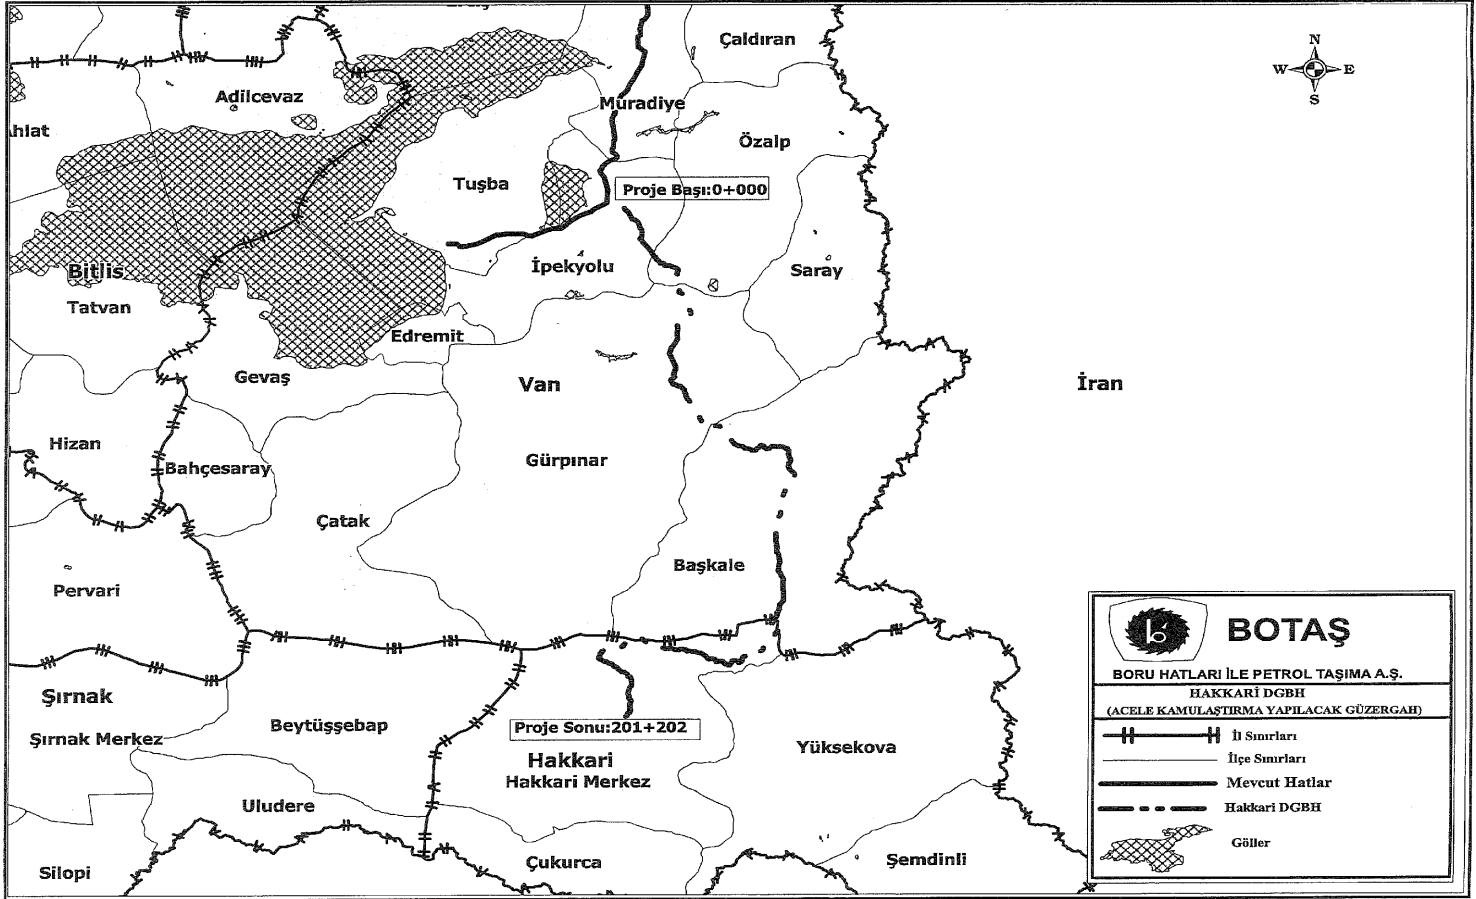 Çaldıran
N
W E
S
Adilcevaz
Muradiye
Özalp
Tuşba
Proje Başı:0+000
Bitlis
İpekyolu
Saray
Tatvan
Edremit
Gevaş
Van
İran
Hizan
Bahçesaray
Gürpınar
Çatak
Başkale
Pervari
Şırnak
Beytüşşebap
Proje Sonu:201+202
Şırnak Merkez
Hakkari
Hakkari Merkez
Yüksekova
Uludere
Silopi
Çukurca
Şemdinli
BOTAŞ
BORU HATLARI İLE PETROL TAŞIMA A.Ş.
HAKKARİ DGBH
(ACELE KAMULAŞTIRMA YAPILACAK GÜZERGAH)
İl Sınırları
İlçe Sınırları
Mevcut Hatlar
Hakkari DGBH
Göller